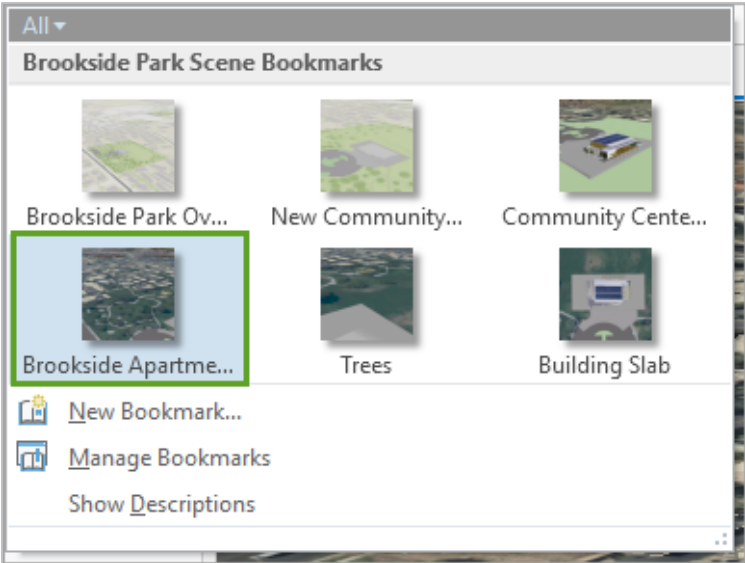 All
Brookside Park Scene Bookmarks
Brookside Park Ov... New Community... Community Cente...
Brookside Apartme... Trees Building Slab
New Bookmark...
Manage Bookmarks
Show Descriptions